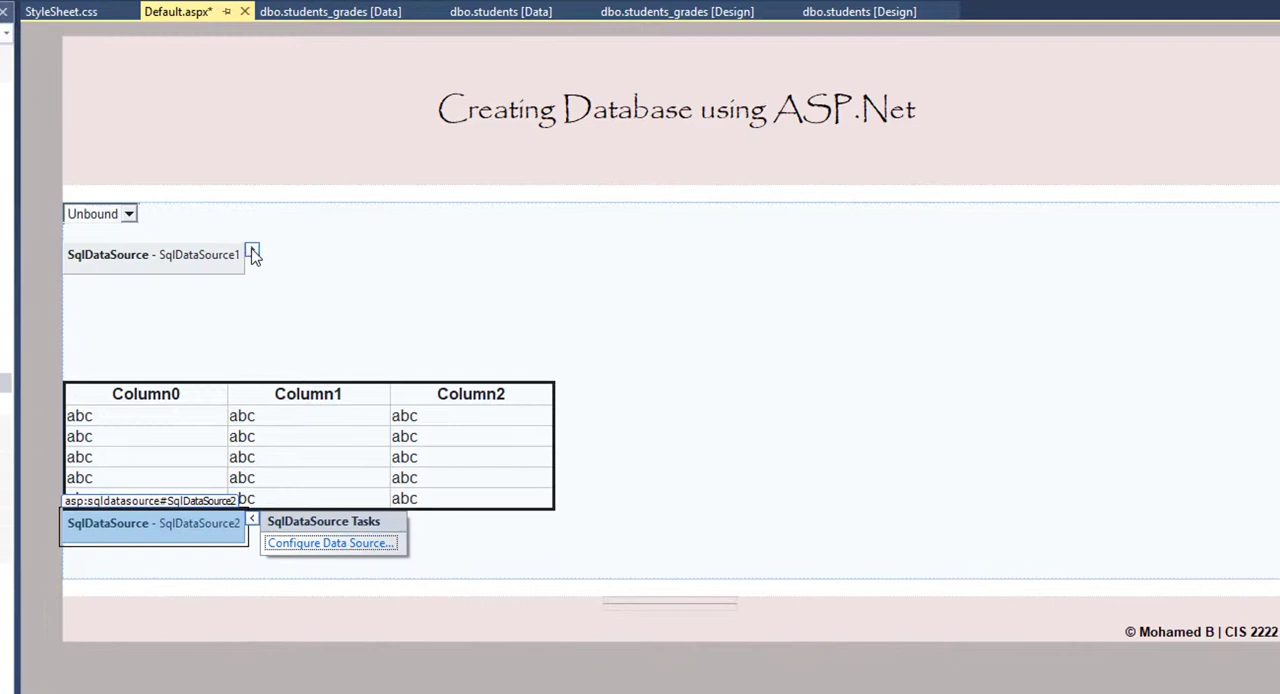 StyleSheet.css Default.aspx* dbo.students_grades [Data] dbo.students [Data] dbo.students_grades [Design] dbo.students [Design]
Creating Database using ASP.Net
Unbound
SqlDataSource - SqlDataSource1
Column0 Column1 Column2
abc abc abc
abc abc abc
abc abc abc
abc abc abc
asp:sqldatasource#SqlDataSource2 bc abc
SqlDataSource - SqlDataSource2 SqlDataSource Tasks
Configure Data Source...
© Mohamed B | CIS 2222